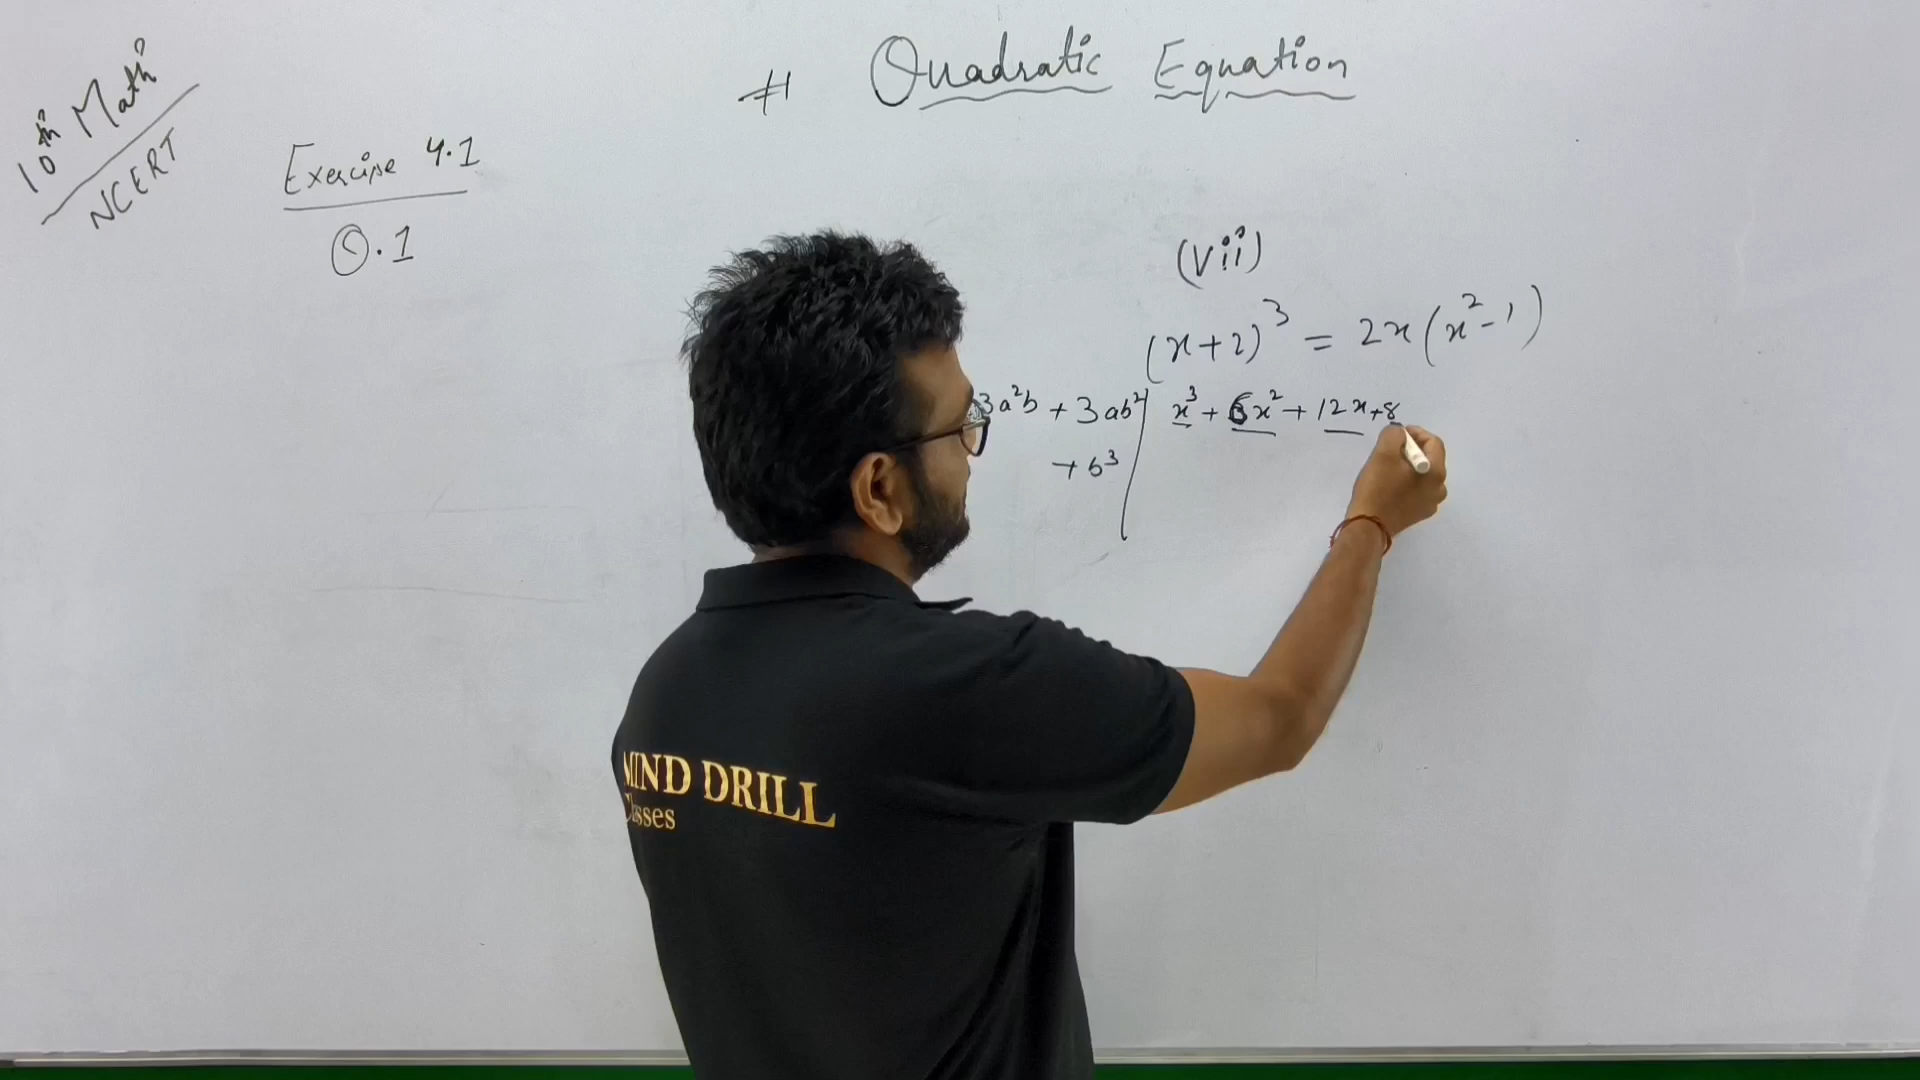 # Quadratic Equation
10th Math
NCERT
Exercise 4.1
Q.1
(vii)
(x+2)³ = 2x(x²-1)
3a²b + 3ab²
+ b³
x³ + 6x² + 12x + 8
MIND DRILL
Classes